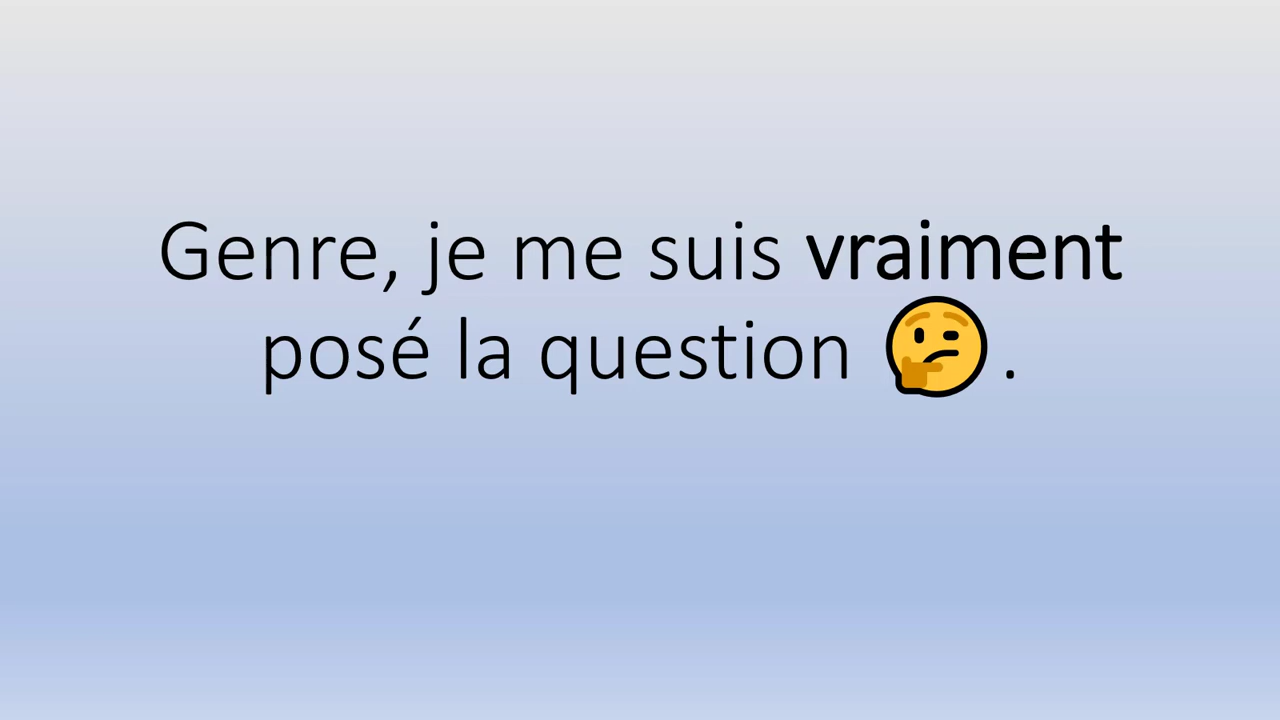 Genre, je me suis vraiment
posé la question 🤔.